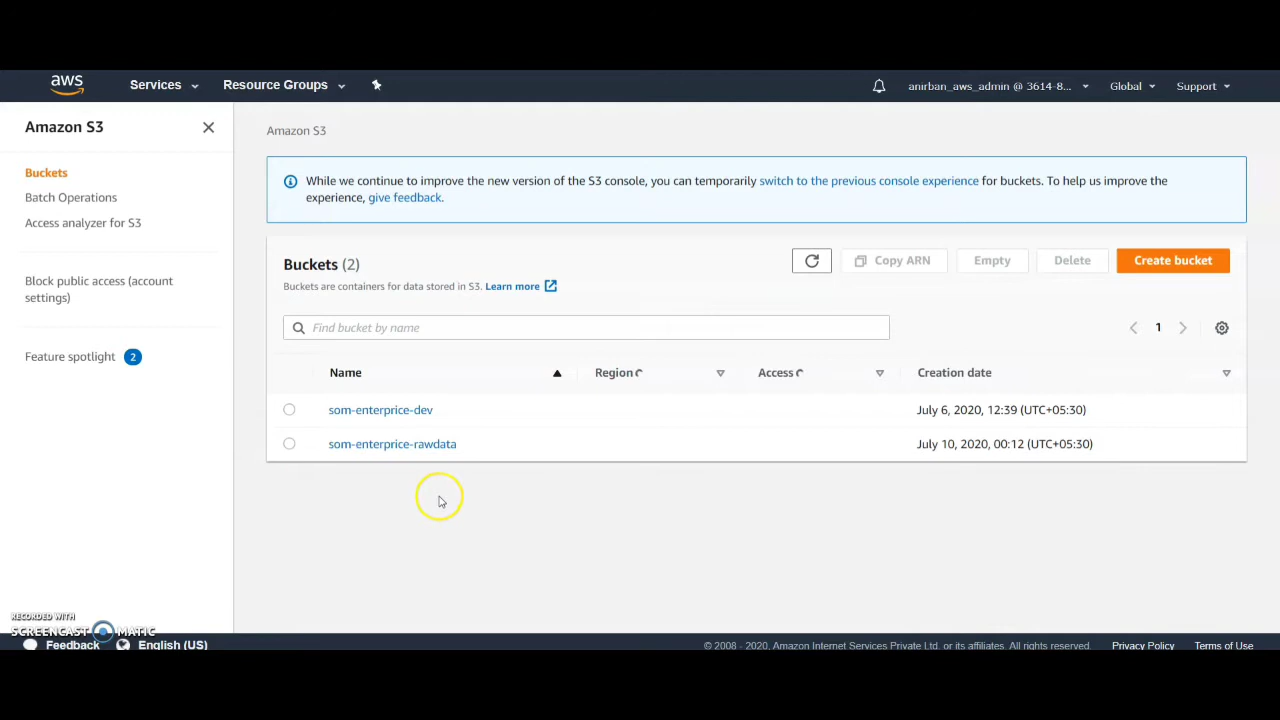 aws
Services
Resource Groups
anirban_aws_admin @ 3614-8...
Global
Support
Amazon S3
Buckets
Batch Operations
Access analyzer for S3
Block public access (account
settings)
Feature spotlight 2
Amazon S3
While we continue to improve the new version of the S3 console, you can temporarily switch to the previous console experience for buckets. To help us improve the
experience, give feedback.
Buckets (2)
Copy ARN
Empty
Delete
Create bucket
Buckets are containers for data stored in S3. Learn more
Find bucket by name
1
Name
Region
Access
Creation date
som-enterprice-dev
July 6, 2020, 12:39 (UTC+05:30)
som-enterprice-rawdata
July 10, 2020, 00:12 (UTC+05:30)
RECORDED WITH
SCREENCAST MATIC
Feedback
English (US)
© 2008 - 2020, Amazon Internet Services Private Ltd. or its affiliates. All rights reserved.
Privacy Policy
Terms of Use